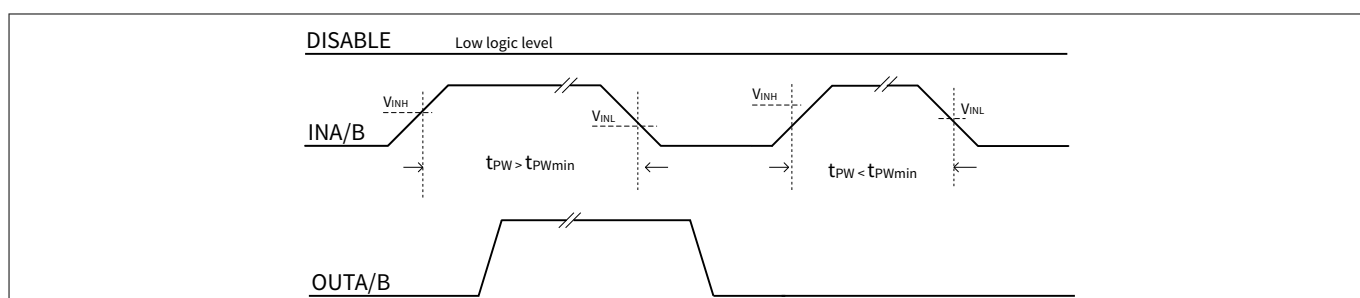 DISABLE Low logic level
VINH VINL VINH VINL
INA/B
tPW > tPWmin tPW < tPWmin
OUTA/B